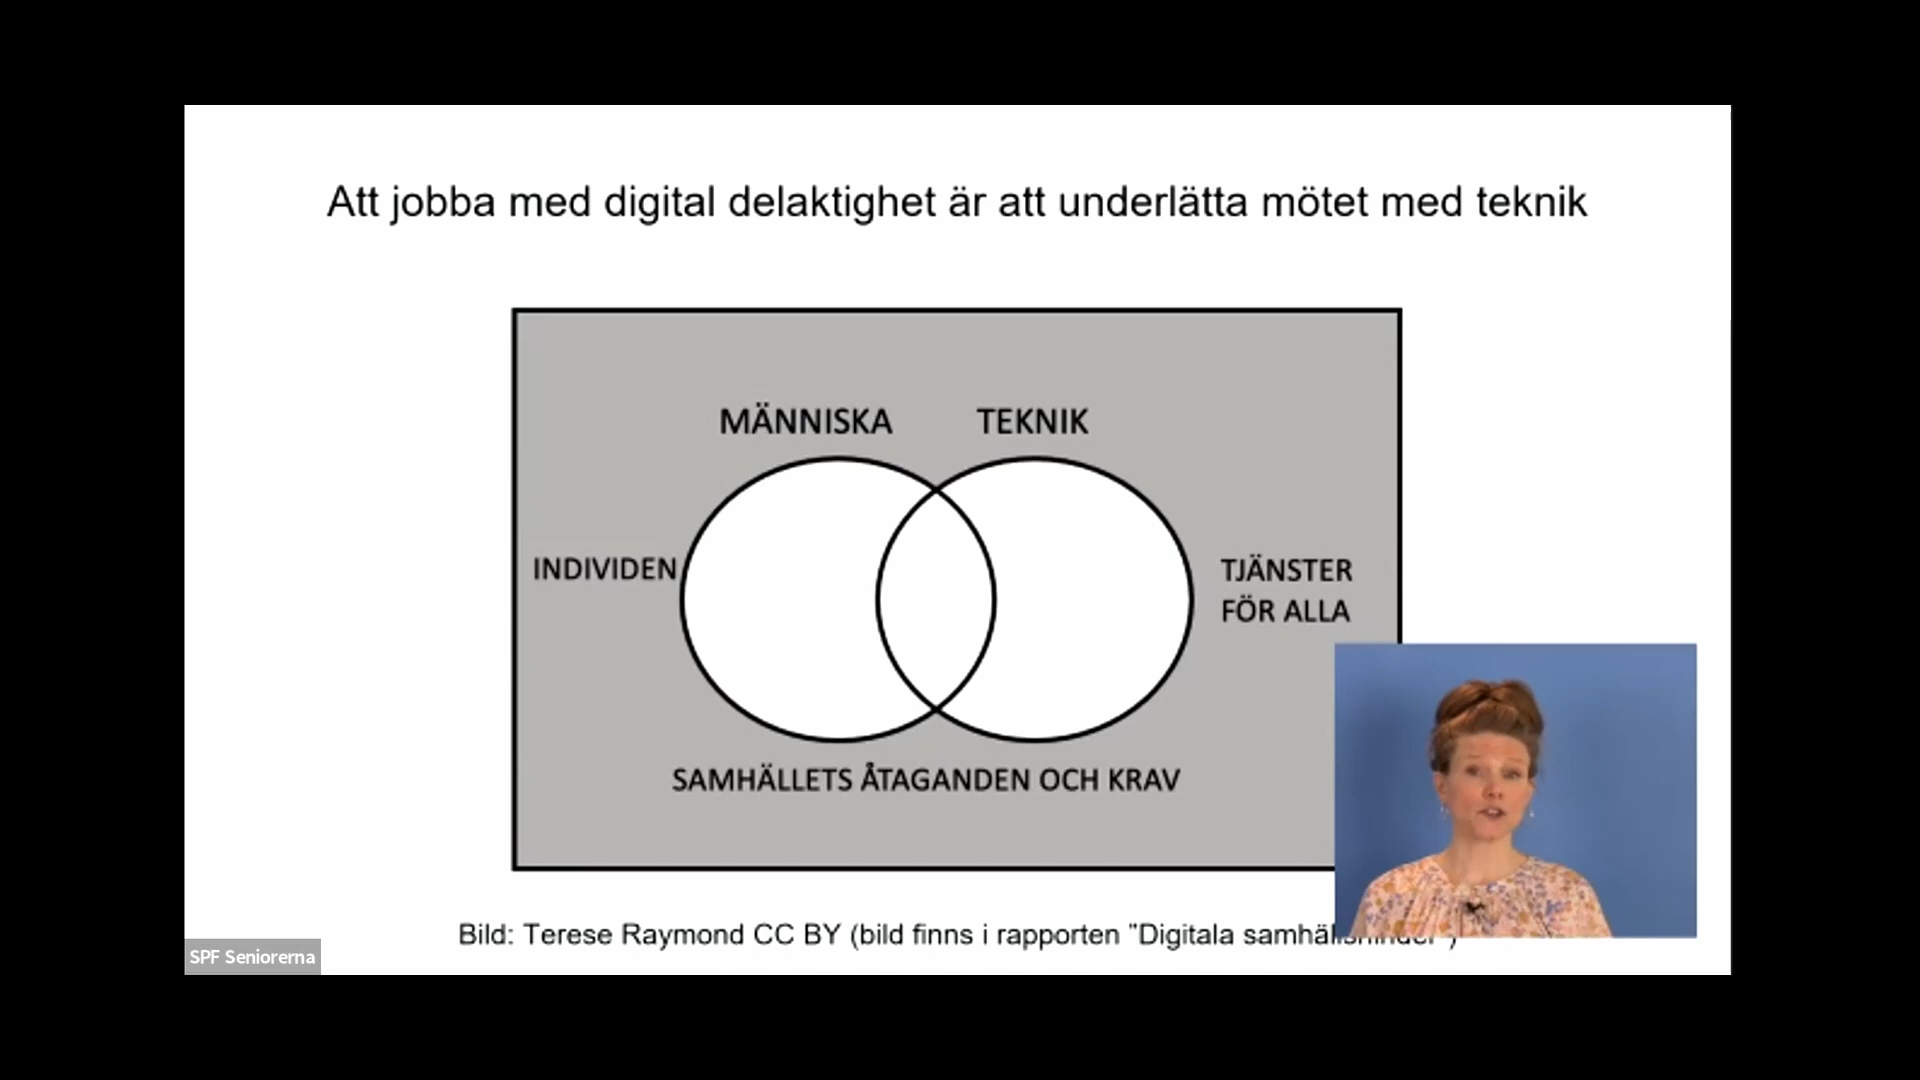 Att jobba med digital delaktighet är att underlätta mötet med teknik
MÄNNISKA TEKNIK
INDIVIDEN
TJÄNSTER
FÖR ALLA
SAMHÄLLETS ÅTAGANDEN OCH KRAV
Bild: Terese Raymond CC BY (bild finns i rapporten "Digitala
SPF Seniorerna